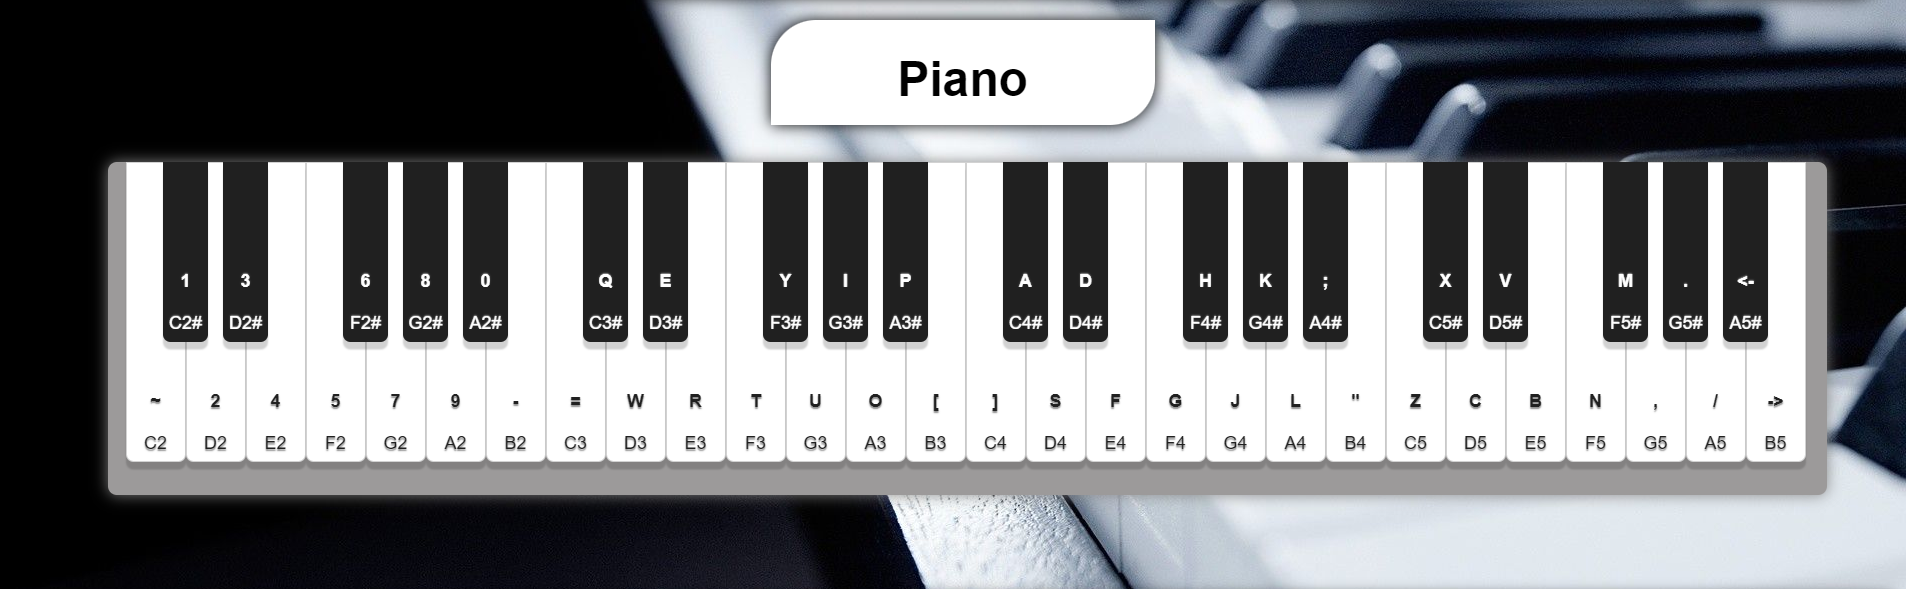 Piano
1 3 6 8 0 Q E Y I P A D H K ; X V M . <-
C2# D2# F2# G2# A2# C3# D3# F3# G3# A3# C4# D4# F4# G4# A4# C5# D5# F5# G5# A5#
~ 2 4 5 7 9 - = W R T U O [ ] S F G J L " Z C B N , / ->
C2 D2 E2 F2 G2 A2 B2 C3 D3 E3 F3 G3 A3 B3 C4 D4 E4 F4 G4 A4 B4 C5 D5 E5 F5 G5 A5 B5